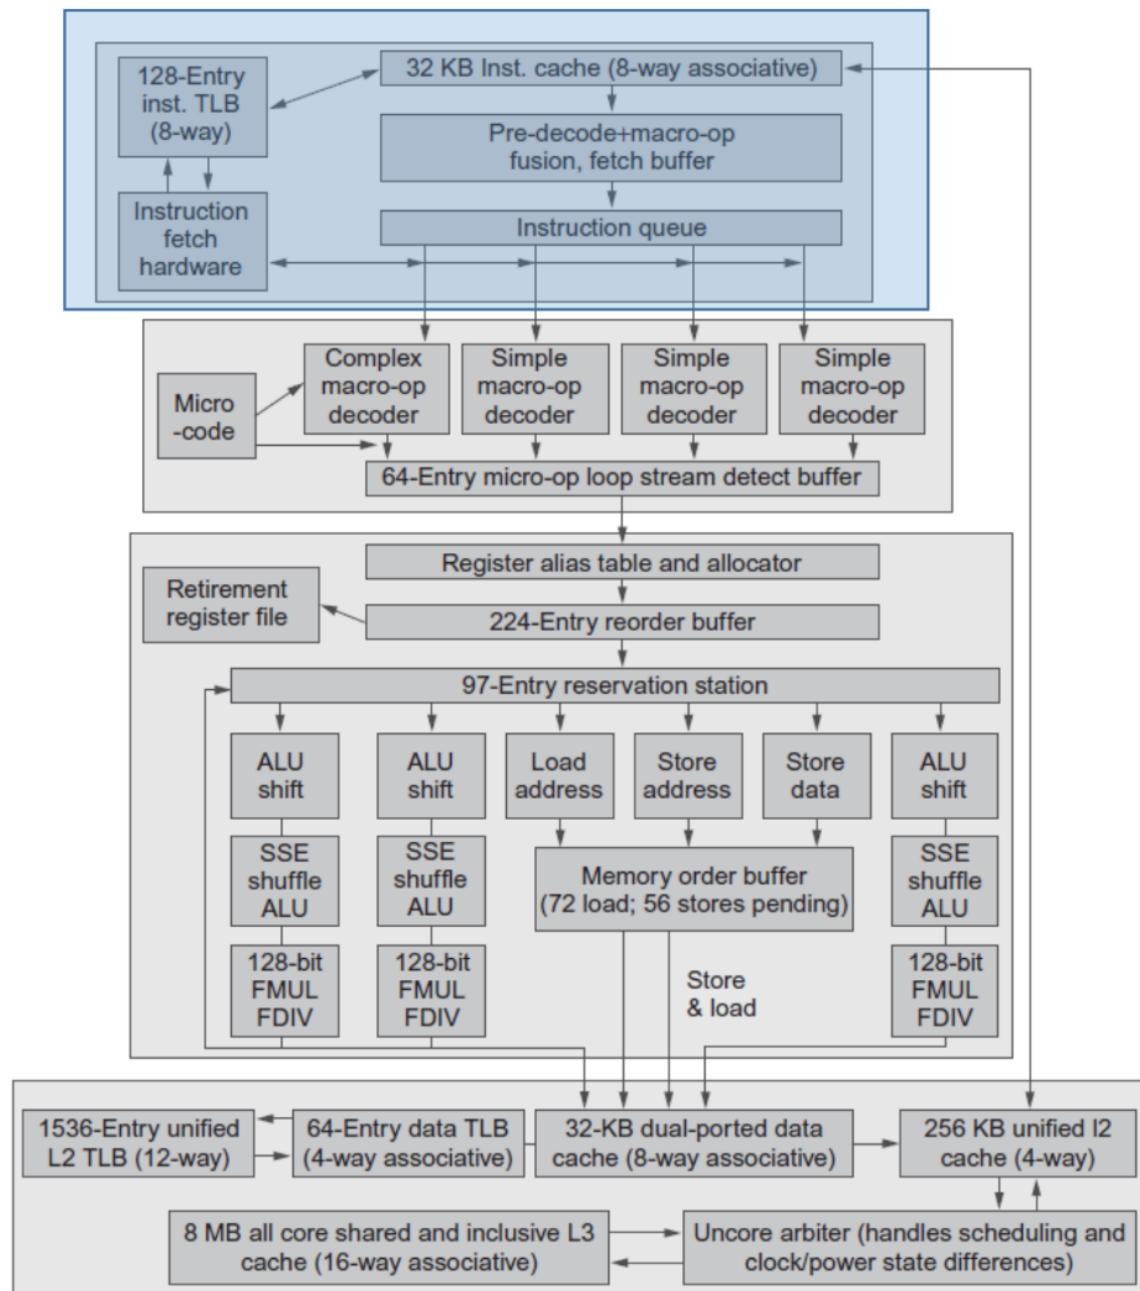 128-Entry
inst. TLB
(8-way)
32 KB Inst. cache (8-way associative)
Pre-decode+macro-op
fusion, fetch buffer
Instruction
fetch
hardware
Instruction queue
Micro
-code
Complex
macro-op
decoder
Simple
macro-op
decoder
Simple
macro-op
decoder
Simple
macro-op
decoder
64-Entry micro-op loop stream detect buffer
Register alias table and allocator
Retirement
register file
224-Entry reorder buffer
97-Entry reservation station
ALU
shift
ALU
shift
Load
address
Store
address
Store
data
ALU
shift
SSE
shuffle
ALU
SSE
shuffle
ALU
Memory order buffer
(72 load; 56 stores pending)
SSE
shuffle
ALU
128-bit
FMUL
FDIV
128-bit
FMUL
FDIV
Store
& load
128-bit
FMUL
FDIV
1536-Entry unified
L2 TLB (12-way)
64-Entry data TLB
(4-way associative)
32-KB dual-ported data
cache (8-way associative)
256 KB unified l2
cache (4-way)
8 MB all core shared and inclusive L3
cache (16-way associative)
Uncore arbiter (handles scheduling and
clock/power state differences)